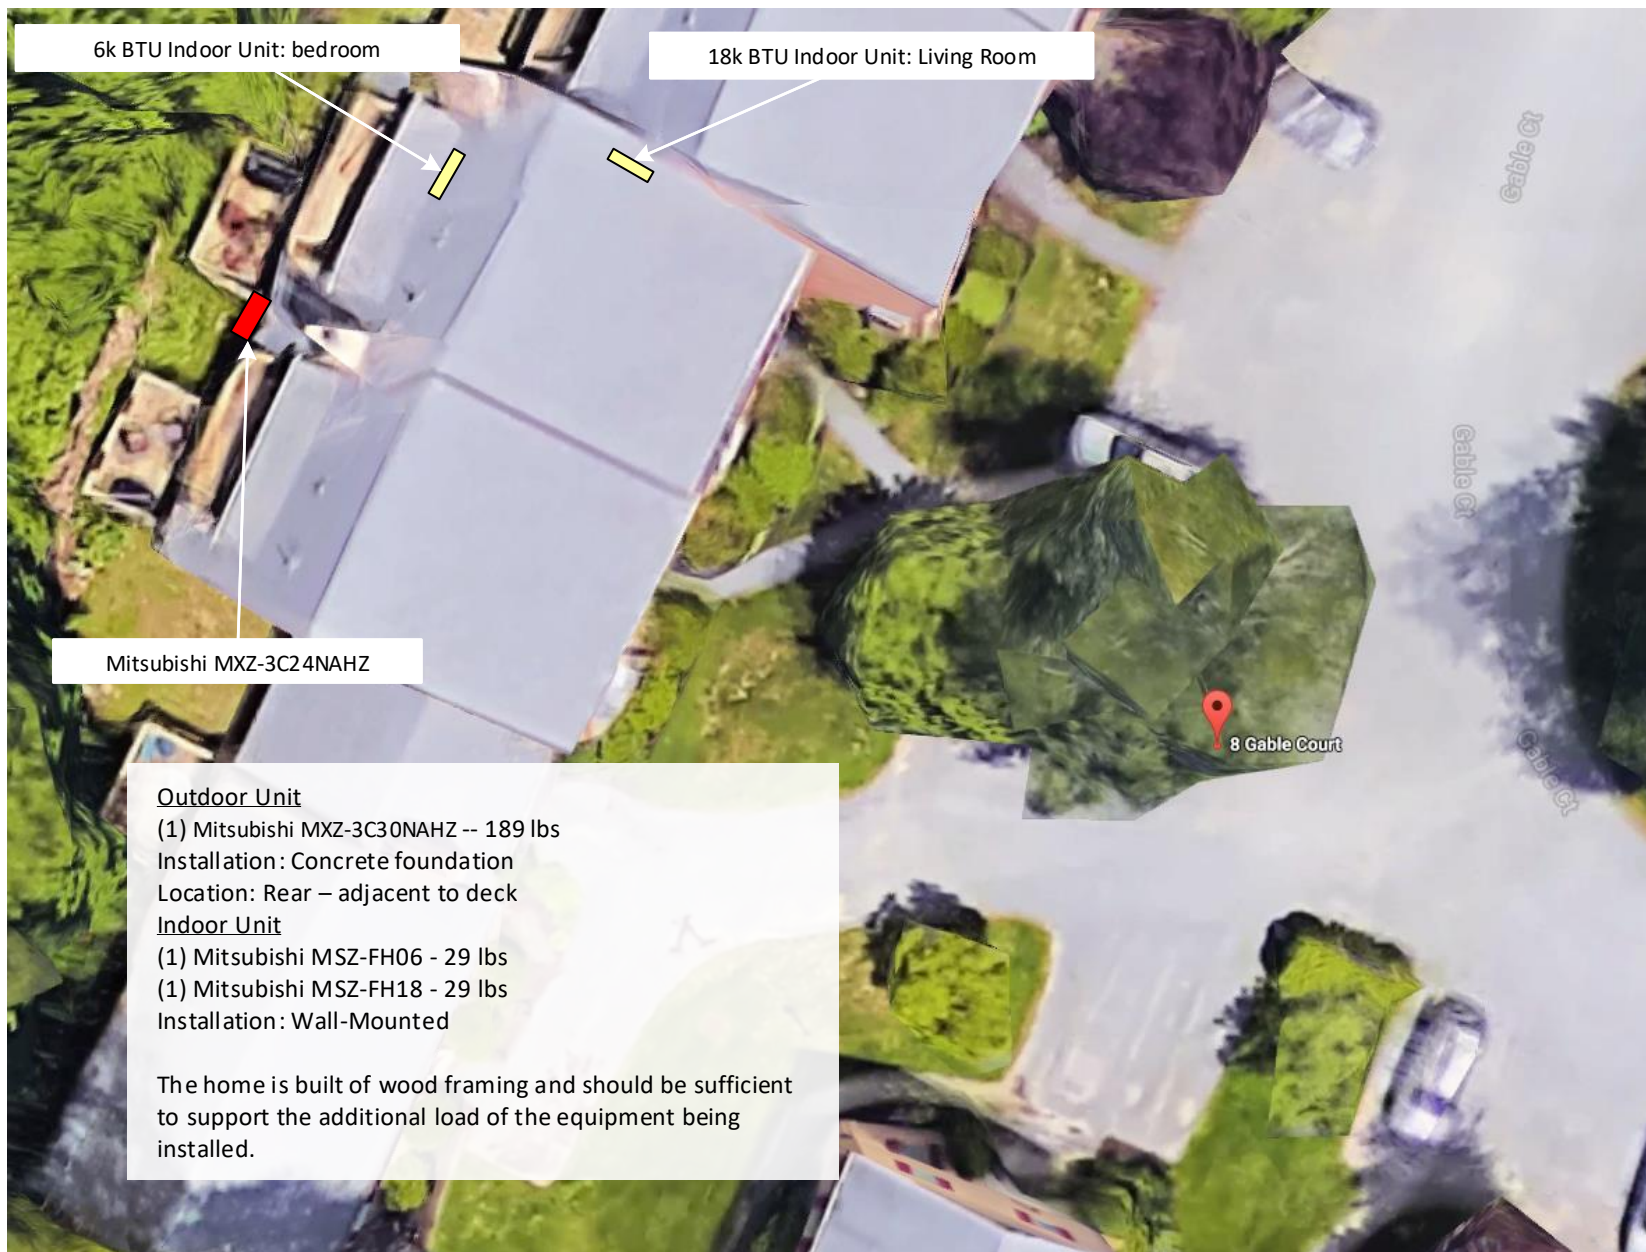 6k BTU Indoor Unit: bedroom
18k BTU Indoor Unit: Living Room
Gable Ct
Gable Ct
Mitsubishi MXZ-3C24NAHZ
8 Gable Court
Gable Ct
Outdoor Unit
(1) Mitsubishi MXZ-3C30NAHZ -- 189 lbs
Installation: Concrete foundation
Location: Rear – adjacent to deck
Indoor Unit
(1) Mitsubishi MSZ-FH06 - 29 lbs
(1) Mitsubishi MSZ-FH18 - 29 lbs
Installation: Wall-Mounted
The home is built of wood framing and should be sufficient
to support the additional load of the equipment being
installed.